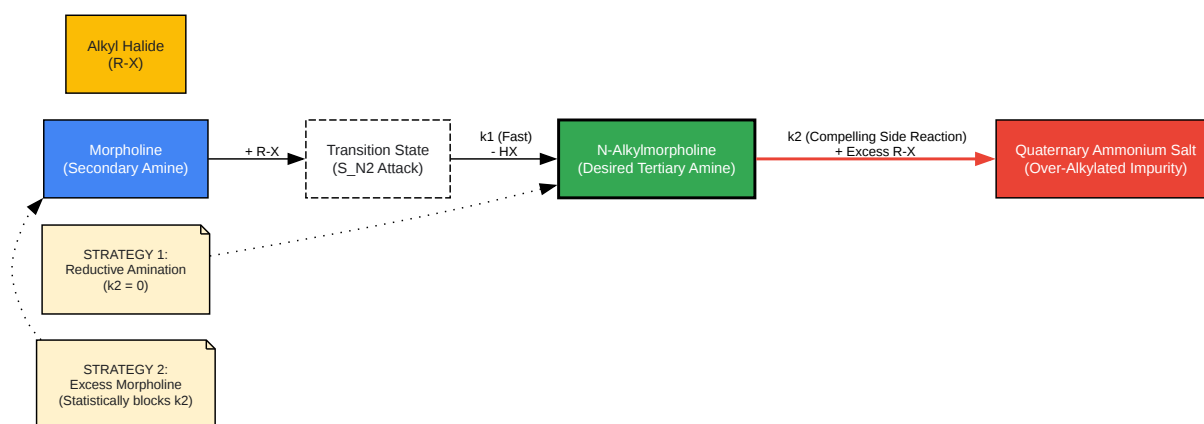 Alkyl Halide
(R-X)
Morpholine
(Secondary Amine)
+ R-X
Transition State
(S_N2 Attack)
k1 (Fast)
- HX
N-Alkylmorpholine
(Desired Tertiary Amine)
k2 (Compelling Side Reaction)
+ Excess R-X
Quaternary Ammonium Salt
(Over-Alkylated Impurity)
STRATEGY 1:
Reductive Amination
(k2 = 0)
STRATEGY 2:
Excess Morpholine
(Statistically blocks k2)